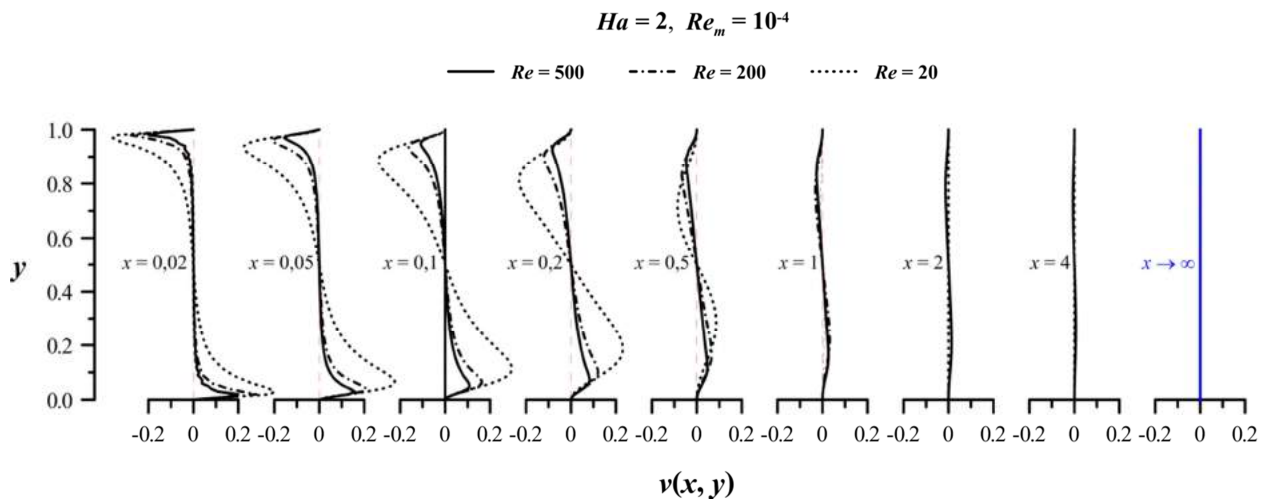 Ha = 2, Re_m = 10^-4
Re = 500 Re = 200 Re = 20
y
1.0
0.8
0.6
0.4
0.2
0.0
x = 0,02 x = 0,05 x = 0,1 x = 0,2 x = 0,5 x = 1 x = 2 x = 4 x → ∞
-0.2 0 0.2 -0.2 0 0.2 -0.2 0 0.2 -0.2 0 0.2 -0.2 0 0.2 -0.2 0 0.2 -0.2 0 0.2 -0.2 0 0.2 -0.2 0 0.2
v(x, y)